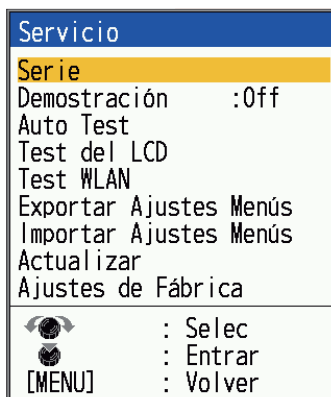 Servicio
Serie
Demostración :Off
Auto Test
Test del LCD
Test WLAN
Exportar Ajustes Menús
Importar Ajustes Menús
Actualizar
Ajustes de Fábrica
: Selec
: Entrar
[MENU] : Volver